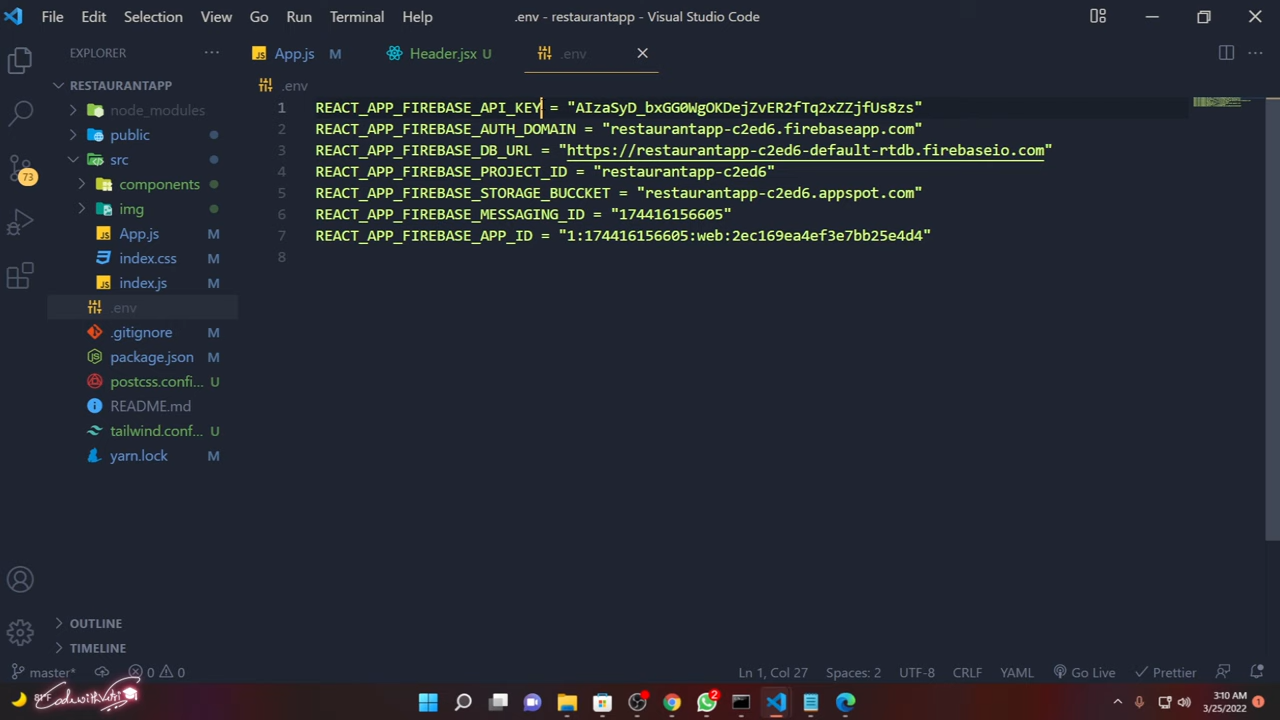 File Edit Selection View Go Run Terminal Help .env - restaurantapp - Visual Studio Code
EXPLORER ···
App.js M Header.jsx U .env
RESTAURANTAPP
.env
node_modules
public
src
components
img
App.js M
index.css M
index.js M
.env
.gitignore M
package.json M
postcss.confi... U
README.md
tailwind.conf... U
yarn.lock M
73
1 REACT_APP_FIREBASE_API_KEY = "AIzaSyD_bxGG0WgOKDejZvER2fTq2xZZjfUs8zs"
2 REACT_APP_FIREBASE_AUTH_DOMAIN = "restaurantapp-c2ed6.firebaseapp.com"
3 REACT_APP_FIREBASE_DB_URL = "https://restaurantapp-c2ed6-default-rtdb.firebaseio.com"
4 REACT_APP_FIREBASE_PROJECT_ID = "restaurantapp-c2ed6"
5 REACT_APP_FIREBASE_STORAGE_BUCCKET = "restaurantapp-c2ed6.appspot.com"
6 REACT_APP_FIREBASE_MESSAGING_ID = "174416156605"
7 REACT_APP_FIREBASE_APP_ID = "1:174416156605:web:2ec169ea4ef3e7bb25e4d4"
8
OUTLINE
TIMELINE
master* 0 0 Ln 1, Col 27 Spaces: 2 UTF-8 CRLF YAML Go Live Prettier
2
3:10 AM
3/25/2022
1